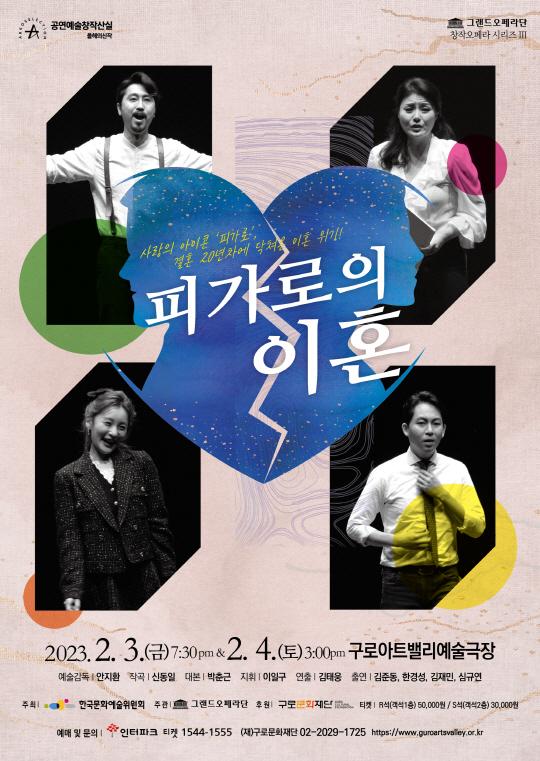 ARKO SELECTION
공연예술창작산실
올해의신작
그랜드오페라단
창작오페라 시리즈 III
사랑의 아이콘 '피가로',
결혼 20년차에 닥쳐온 이혼 위기!
피가로의
이혼
2023. 2. 3.(금) 7:30 pm & 2. 4.(토) 3:00pm 구로아트밸리예술극장
예술감독 | 안지환 작곡 | 신동일 대본 | 박춘근 지휘 | 이일구 연출 | 김태웅 출연 | 김준동, 한경성, 김재민, 심규연
주최 | 한국문화예술위원회 주관 | 그랜드오페라단 후원 | 구로문화재단 티켓 | R석(객석1층) 50,000원 / S석(객석2층) 30,000원
예매 및 문의 | 인터파크 티켓 1544-1555 (재)구로문화재단 02-2029-1725 https://www.guroartsvalley.or.kr